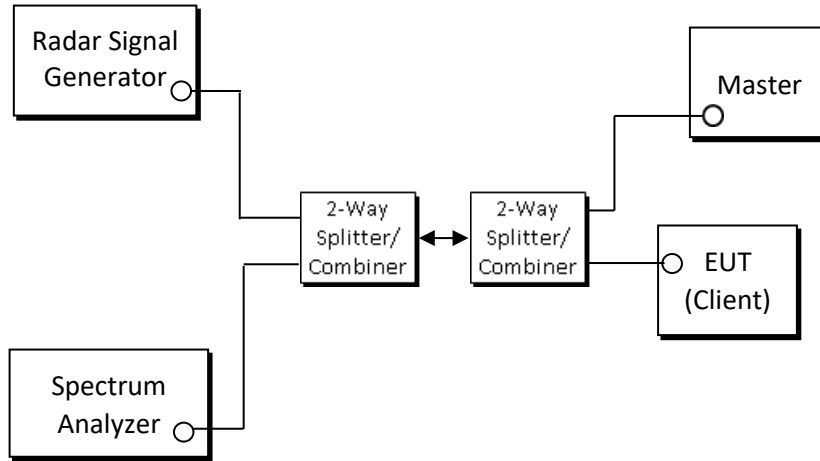 Radar Signal
Generator
Master
2-Way
Splitter/
Combiner
2-Way
Splitter/
Combiner
EUT
(Client)
Spectrum
Analyzer